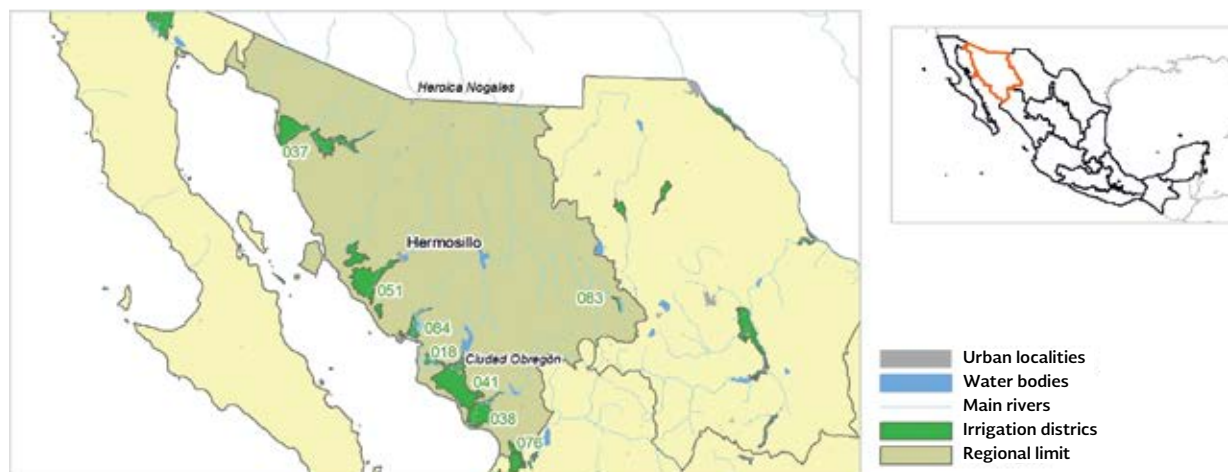 Heroica Nogales
037
Hermosillo
051
083
084
018
Ciudad Obregón
041
038
076
Urban localities
Water bodies
Main rivers
Irrigation districs
Regional limit